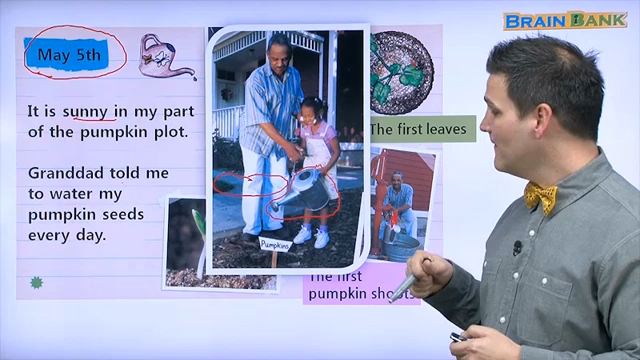 BRAIN BANK
May 5th
It is sunny in my part
of the pumpkin plot.
Granddad told me
to water my
pumpkin seeds
every day.
Pumpkins
The first leaves
The first
pumpkin shoots